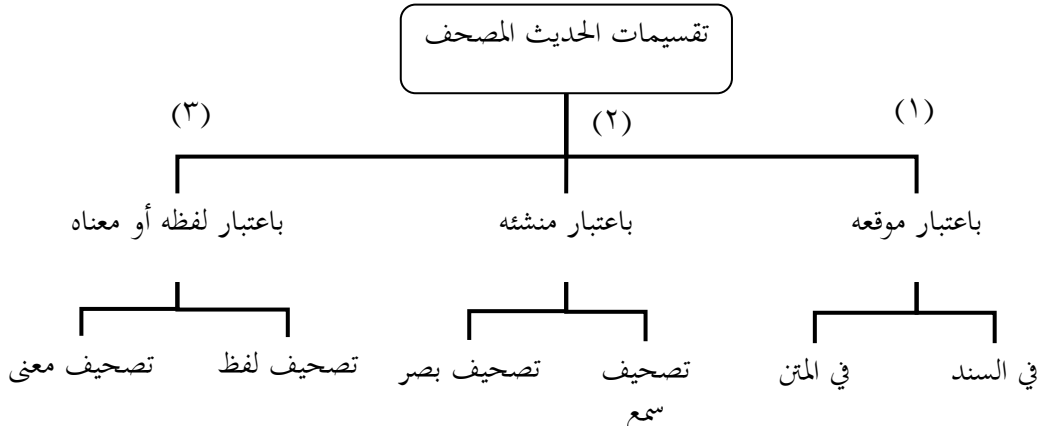 تقسيمات الحديث المصحف
(١)
(٢)
(٣)
باعتبار موقعه
باعتبار منشئه
باعتبار لفظه أو معناه
في السند
في المتن
تصحيف
سمع
تصحيف بصر
تصحيف لفظ
تصحيف معنى